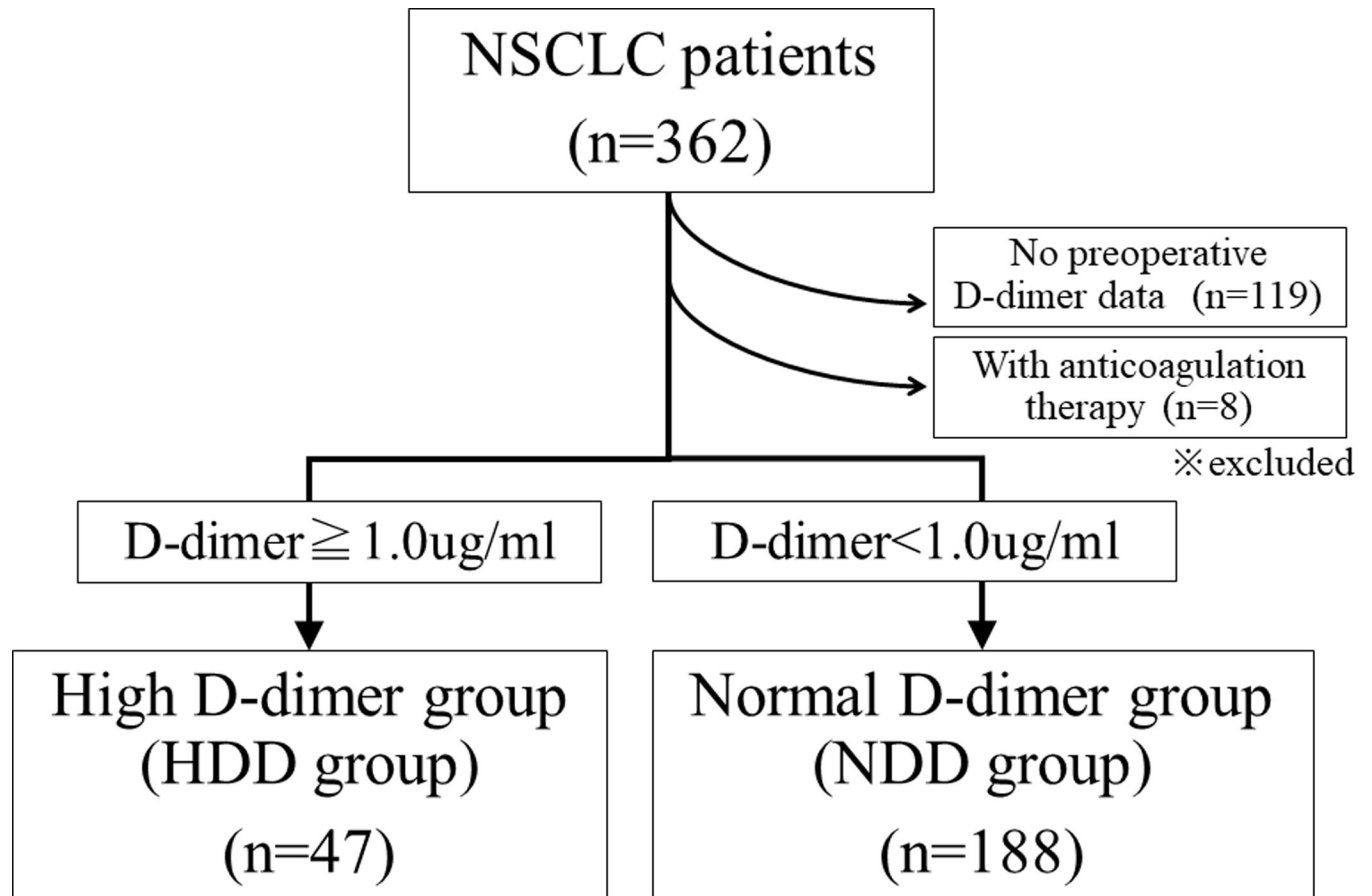 NSCLC patients
(n=362)
No preoperative
D-dimer data (n=119)
With anticoagulation
therapy (n=8)
※excluded
D-dimer≧1.0ug/ml
D-dimer<1.0ug/ml
High D-dimer group
(HDD group)
(n=47)
Normal D-dimer group
(NDD group)
(n=188)